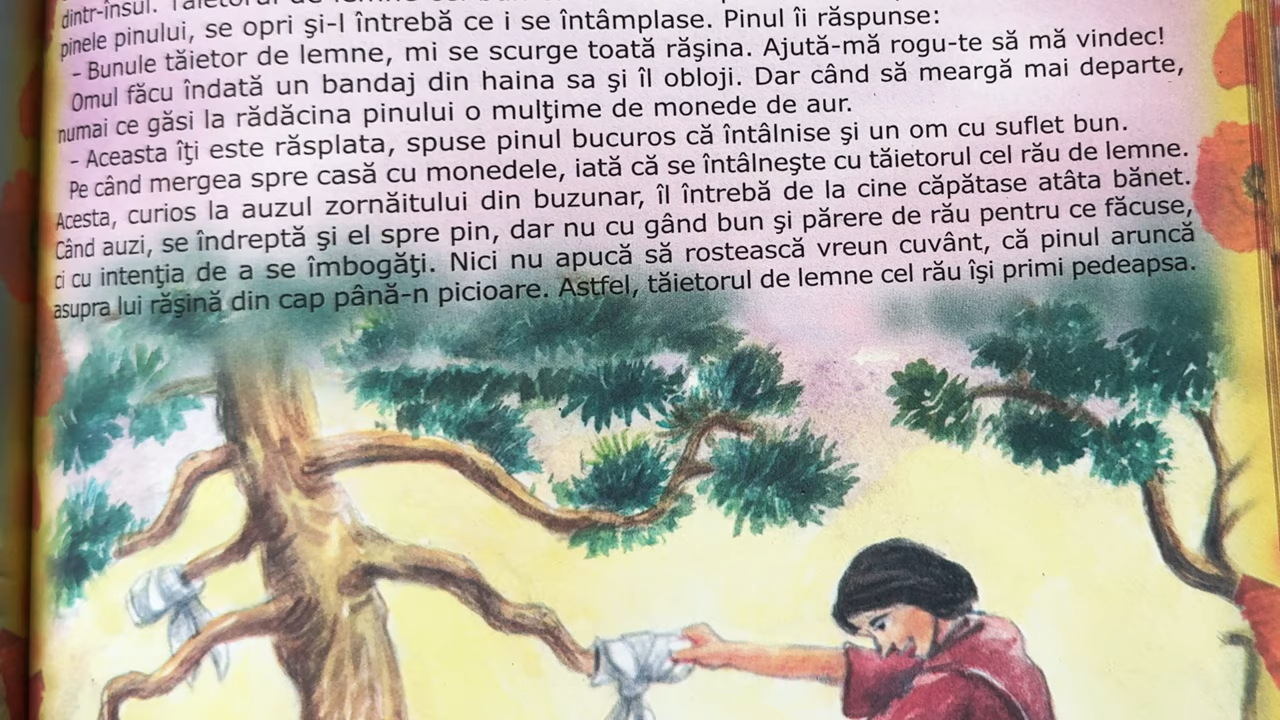 dintr-însul. Tăietorul de lemne cel
pinele pinului, se opri şi-l întrebă ce i se întâmplase. Pinul îi răspunse:
- Bunule tăietor de lemne, mi se scurge toată răşina. Ajută-mă rogu-te să mă vindec!
Omul făcu îndată un bandaj din haina sa şi îl obloji. Dar când să meargă mai departe,
numai ce găsi la rădăcina pinului o mulţime de monede de aur.
- Aceasta îţi este răsplata, spuse pinul bucuros că întâlnise şi un om cu suflet bun.
Pe când mergea spre casă cu monedele, iată că se întâlneşte cu tăietorul cel rău de lemne.
Acesta, curios la auzul zornăitului din buzunar, îl întrebă de la cine căpătase atâta bănet.
Când auzi, se îndreptă şi el spre pin, dar nu cu gând bun şi părere de rău pentru ce făcuse,
ci cu intenţia de a se îmbogăţi. Nici nu apucă să rostească vreun cuvânt, că pinul aruncă
asupra lui răşină din cap până-n picioare. Astfel, tăietorul de lemne cel rău îşi primi pedeapsa.